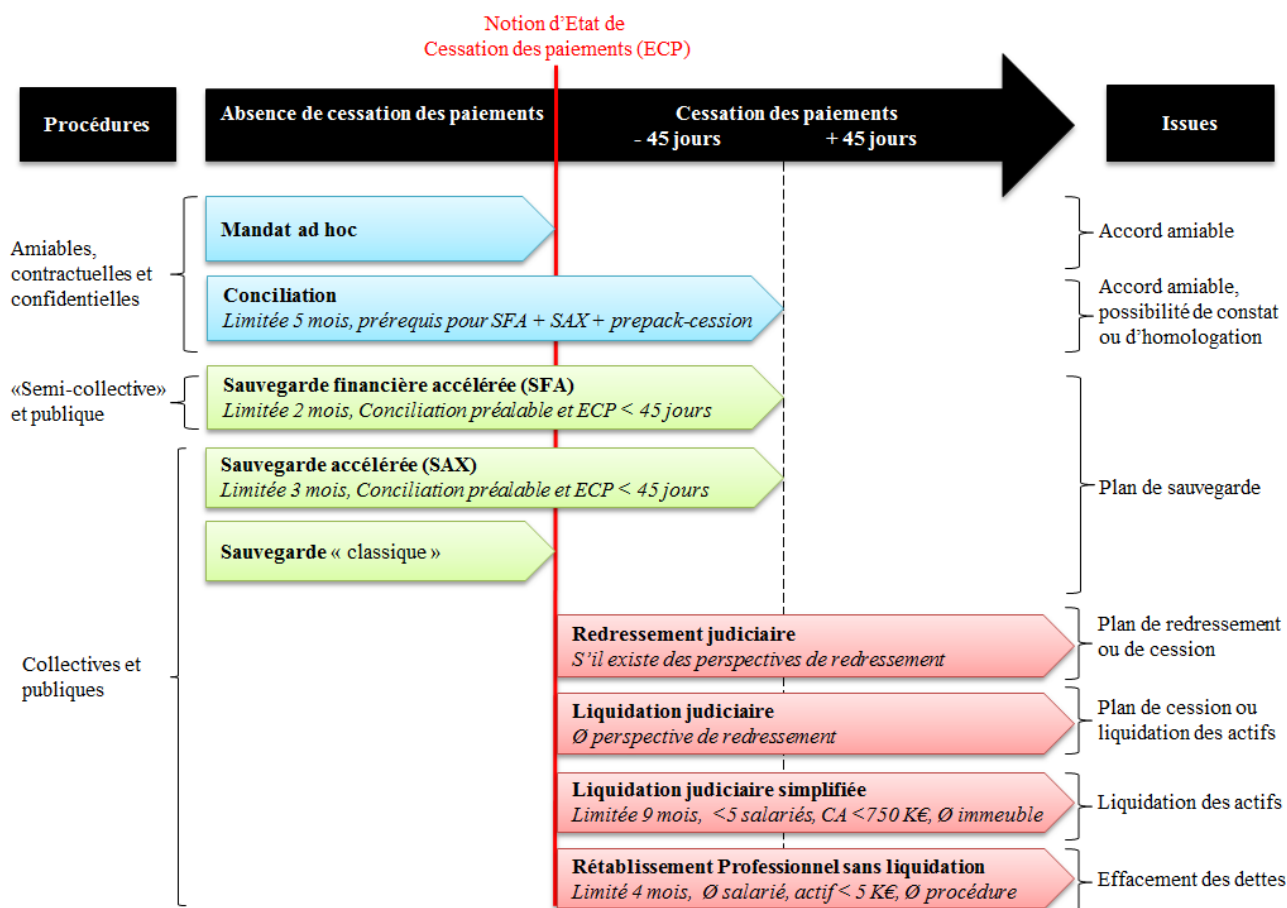 Notion d’Etat de
Cessation des paiements (ECP)
Procédures
Absence de cessation des paiements
Cessation des paiements
- 45 jours
+ 45 jours
Issues
Amiables,
contractuelles et
confidentielles
Mandat ad hoc
Accord amiable
Conciliation
Limitée 5 mois, prérequis pour SFA + SAX + prepack-cession
Accord amiable,
possibilité de constat
ou d’homologation
«Semi-collective»
et publique
Sauvegarde financière accélérée (SFA)
Limitée 2 mois, Conciliation préalable et ECP < 45 jours
Sauvegarde accélérée (SAX)
Limitée 3 mois, Conciliation préalable et ECP < 45 jours
Plan de sauvegarde
Sauvegarde « classique »
Collectives et
publiques
Redressement judiciaire
S’il existe des perspectives de redressement
Plan de redressement
ou de cession
Liquidation judiciaire
Ø perspective de redressement
Plan de cession ou
liquidation des actifs
Liquidation judiciaire simplifiée
Limitée 9 mois, <5 salariés, CA <750 K€, Ø immeuble
Liquidation des actifs
Rétablissement Professionnel sans liquidation
Limité 4 mois, Ø salarié, actif < 5 K€, Ø procédure
Effacement des dettes